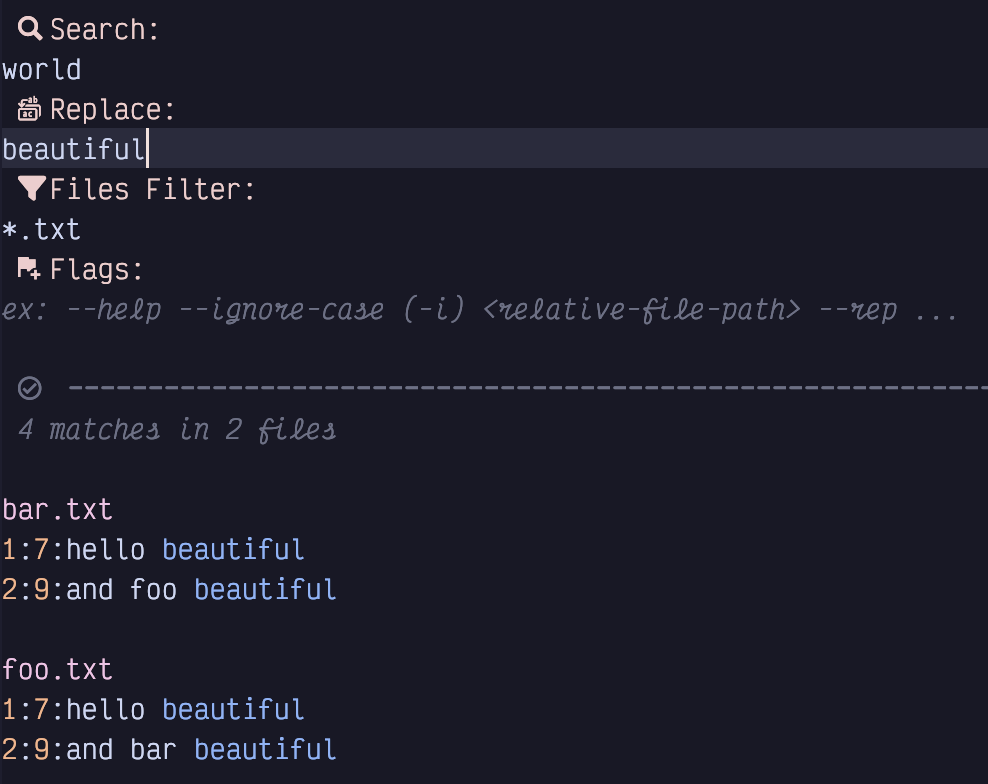 Search:
world
Replace:
beautiful
Files Filter:
*.txt
Flags:
ex: --help --ignore-case (-i) <relative-file-path> --rep ...
----------------------------------------------------------
4 matches in 2 files
bar.txt
1:7:hello beautiful
2:9:and foo beautiful
foo.txt
1:7:hello beautiful
2:9:and bar beautiful